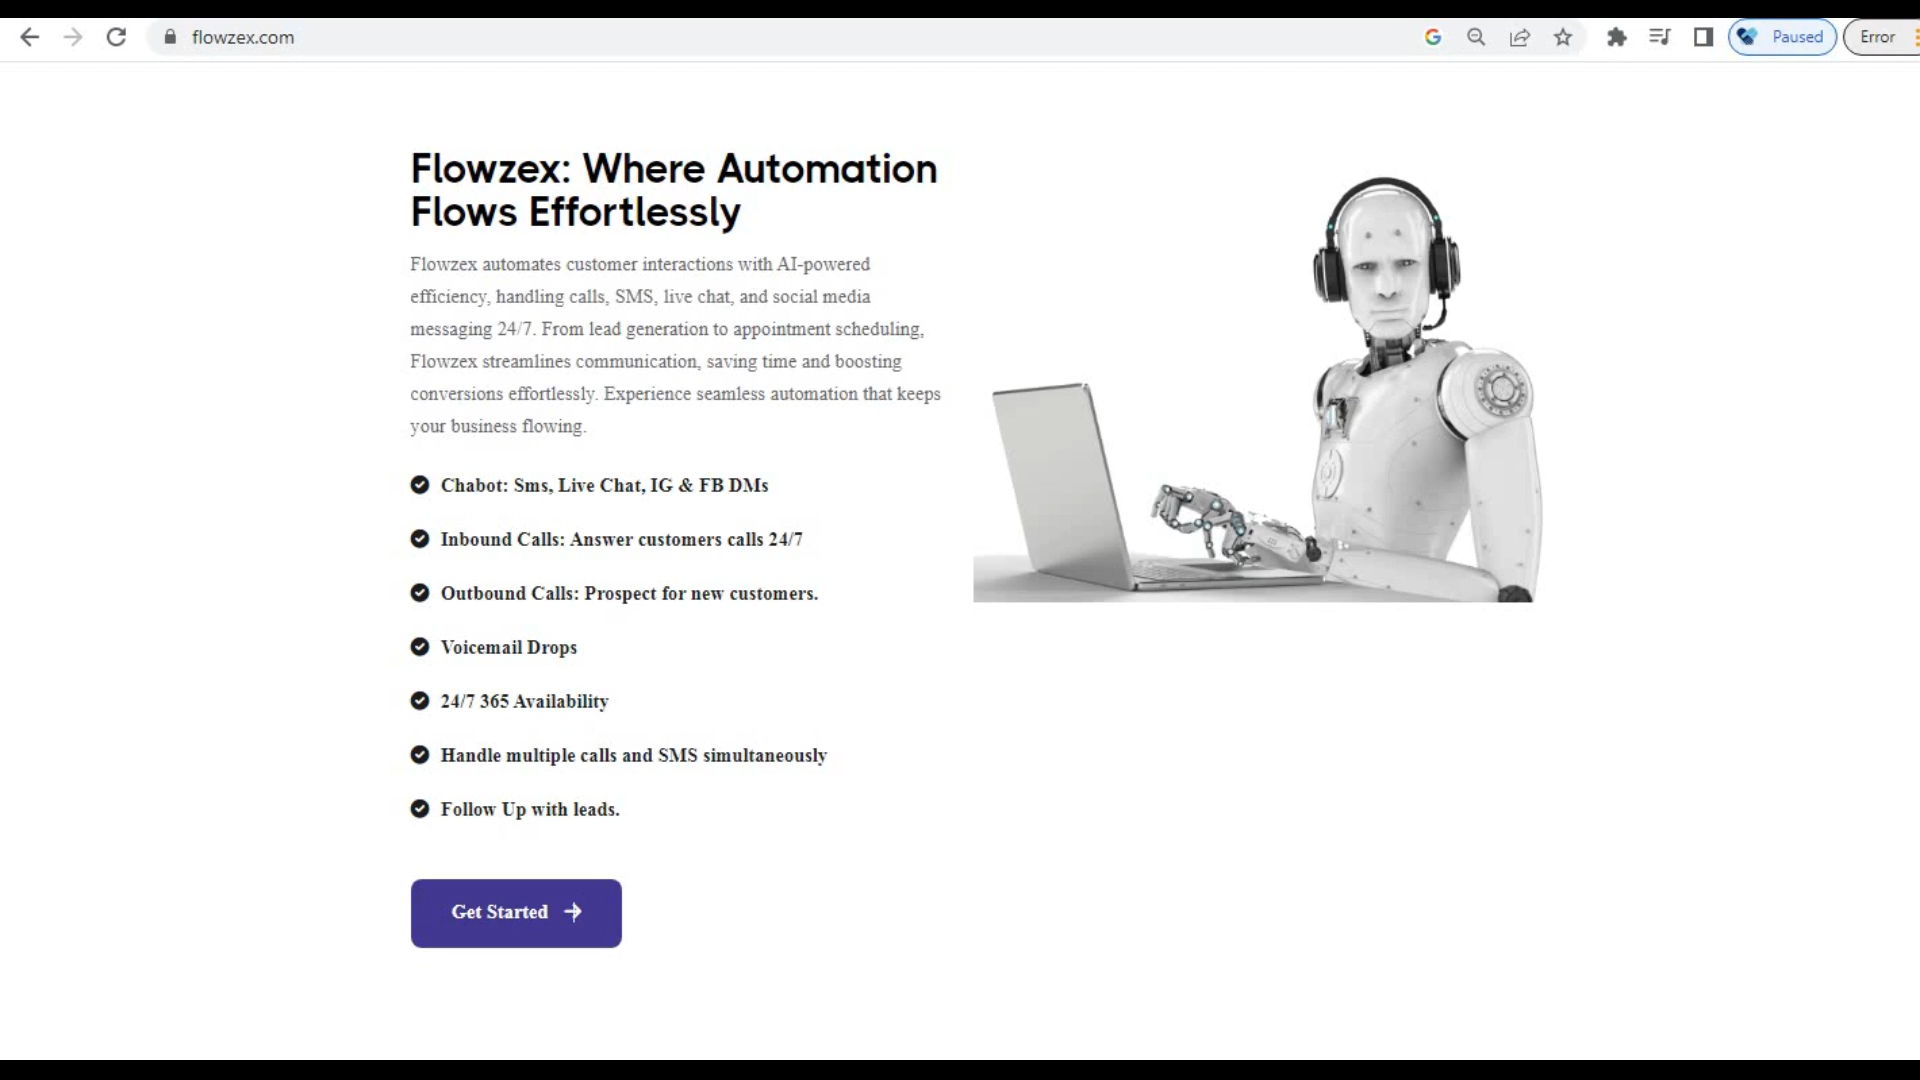 flowzex.com
Paused
Error
Flowzex: Where Automation
Flows Effortlessly
Flowzex automates customer interactions with AI-powered
efficiency, handling calls, SMS, live chat, and social media
messaging 24/7. From lead generation to appointment scheduling,
Flowzex streamlines communication, saving time and boosting
conversions effortlessly. Experience seamless automation that keeps
your business flowing.
Chabot: Sms, Live Chat, IG & FB DMs
Inbound Calls: Answer customers calls 24/7
Outbound Calls: Prospect for new customers.
Voicemail Drops
24/7 365 Availability
Handle multiple calls and SMS simultaneously
Follow Up with leads.
Get Started